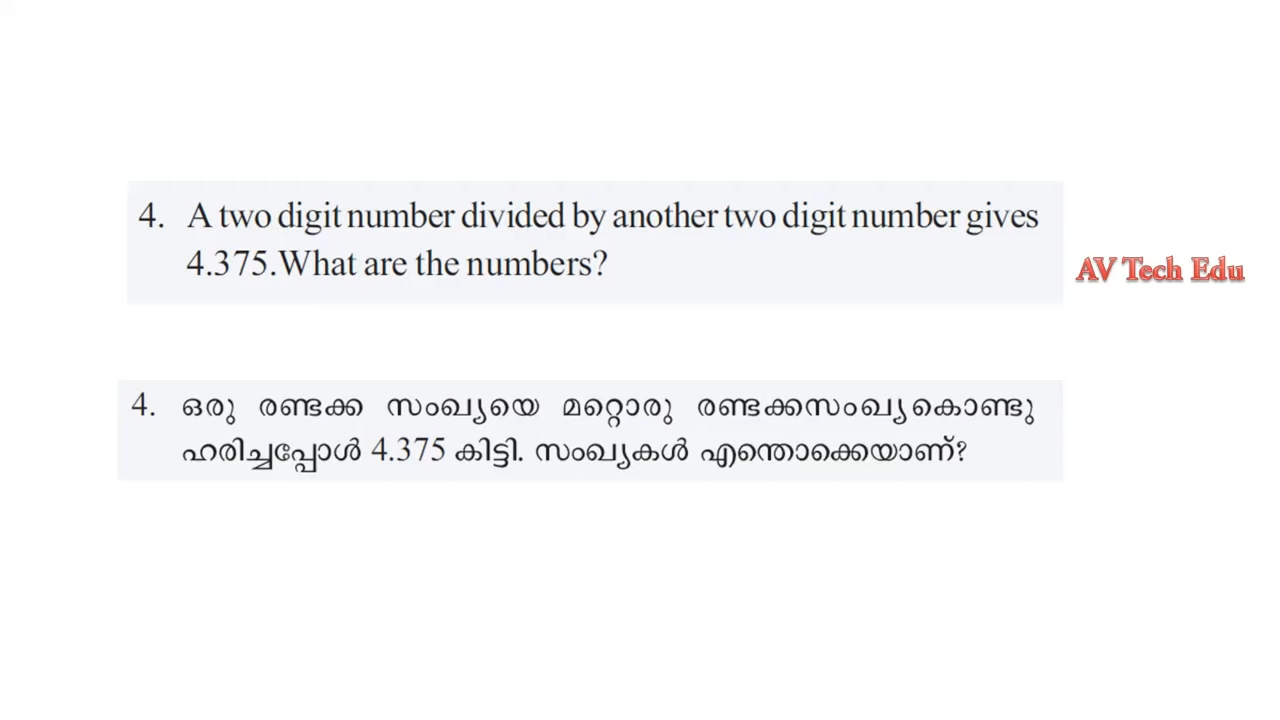 4. A two digit number divided by another two digit number gives
4.375.What are the numbers?
AV Tech Edu
4. ഒരു രണ്ടക്ക സംഖ്യയെ മറ്റൊരു രണ്ടക്കസംഖ്യകൊണ്ടു
ഹരിച്ചപ്പോൾ 4.375 കിട്ടി. സംഖ്യകൾ എന്തൊക്കെയാണ്?